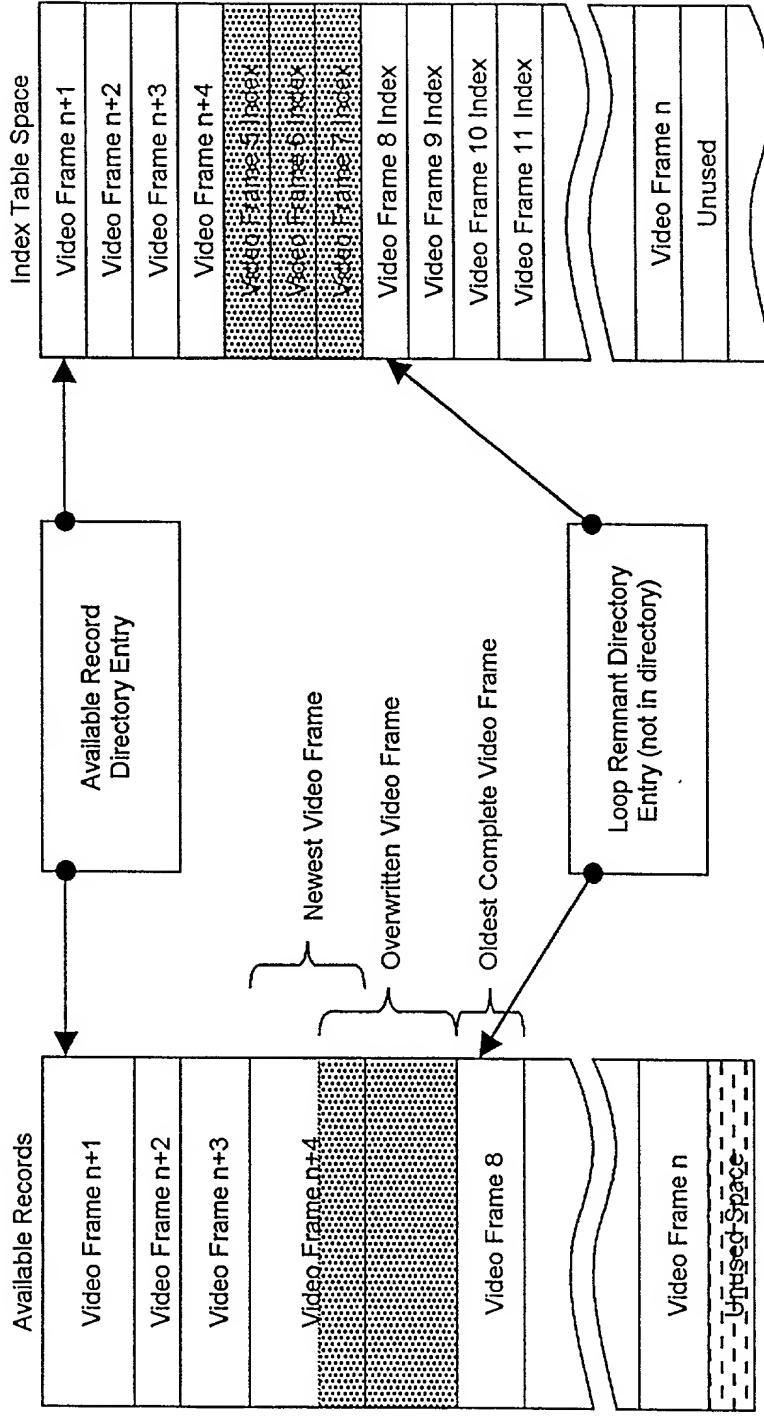 Available Records
Video Frame n+1
Video Frame n+2
Video Frame n+3
Video Frame n+4
Video Frame 8
Video Frame n
Unused Space
Newest Video Frame
Overwritten Video Frame
Oldest Complete Video Frame
Available Record
Directory Entry
Loop Remnant Directory
Entry (not in directory)
Index Table Space
Video Frame n+1
Video Frame n+2
Video Frame n+3
Video Frame n+4
Video Frame 5 Index
Video Frame 6 Index
Video Frame 7 Index
Video Frame 8 Index
Video Frame 9 Index
Video Frame 10 Index
Video Frame 11 Index
Video Frame n
Unused